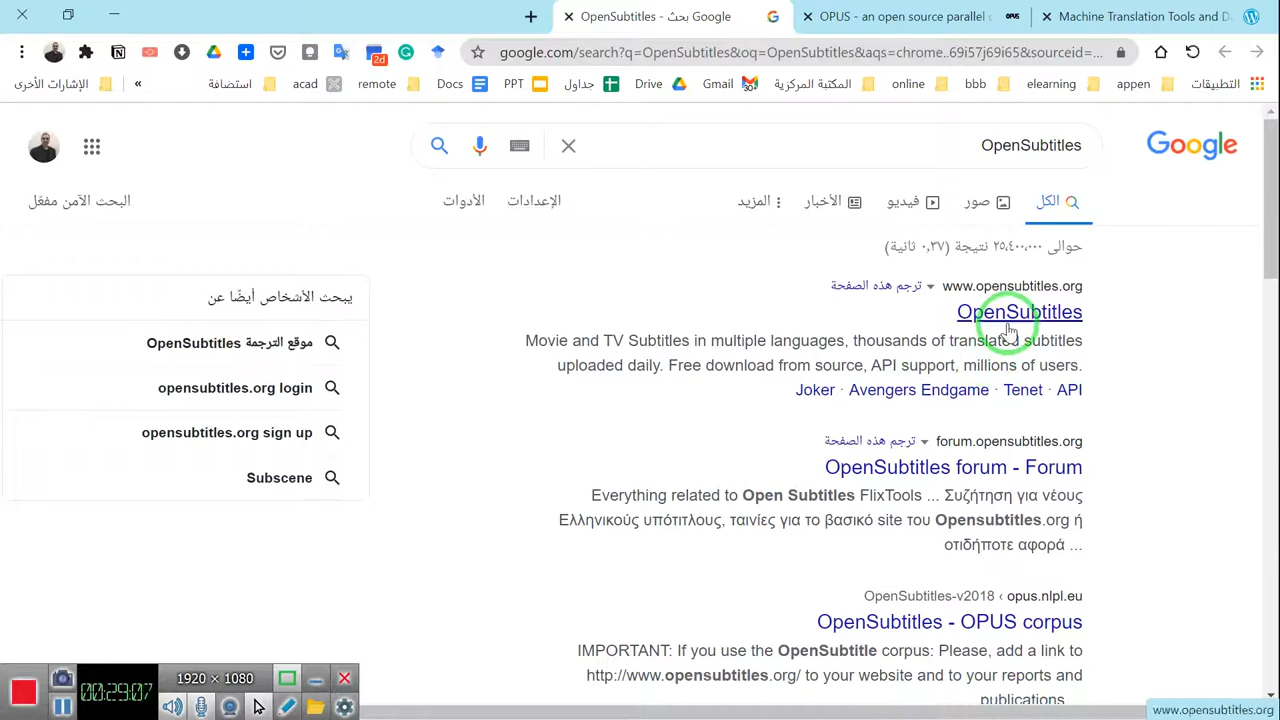 OpenSubtitles - بحث Google
OPUS - an open source parallel
OPUS
Machine Translation Tools and D
google.com/search?q=OpenSubtitles&oq=OpenSubtitles&aqs=chrome..69i57j69i65&sourceid=...
2d
التطبيقات
appen
elearning
bbb
online
المكتبة المركزية
Gmail
Drive
جداول
PPT
Docs
remote
acad
استضافة
«
الإشارات الأخرى
Google
OpenSubtitles
الكل
صور
فيديو
الأخبار
المزيد
الإعدادات
الأدوات
البحث الآمن مفعّل
حوالى ٢٥٬٤٠٠٬٠٠٠ نتيجة (٠٫٣٧ ثانية)
www.opensubtitles.org ترجم هذه الصفحة
OpenSubtitles
Movie and TV Subtitles in multiple languages, thousands of translated subtitles
uploaded daily. Free download from source, API support, millions of users.
Joker · Avengers Endgame · Tenet · API
forum.opensubtitles.org ترجم هذه الصفحة
OpenSubtitles forum - Forum
Everything related to Open Subtitles FlixTools ... Συζήτηση για νέους
Ελληνικούς υπότιτλους, ταινίες για το βασικό site του Opensubtitles.org ή
οτιδήποτε αφορά ...
OpenSubtitles-v2018 ‹ opus.nlpl.eu
OpenSubtitles - OPUS corpus
IMPORTANT: If you use the OpenSubtitle corpus: Please, add a link to
http://www.opensubtitles.org/ to your website and to your reports and
publications
يبحث الأشخاص أيضًا عن
موقع الترجمة OpenSubtitles
opensubtitles.org login
opensubtitles.org sign up
Subscene
00:29:07
1920 × 1080
www.opensubtitles.org